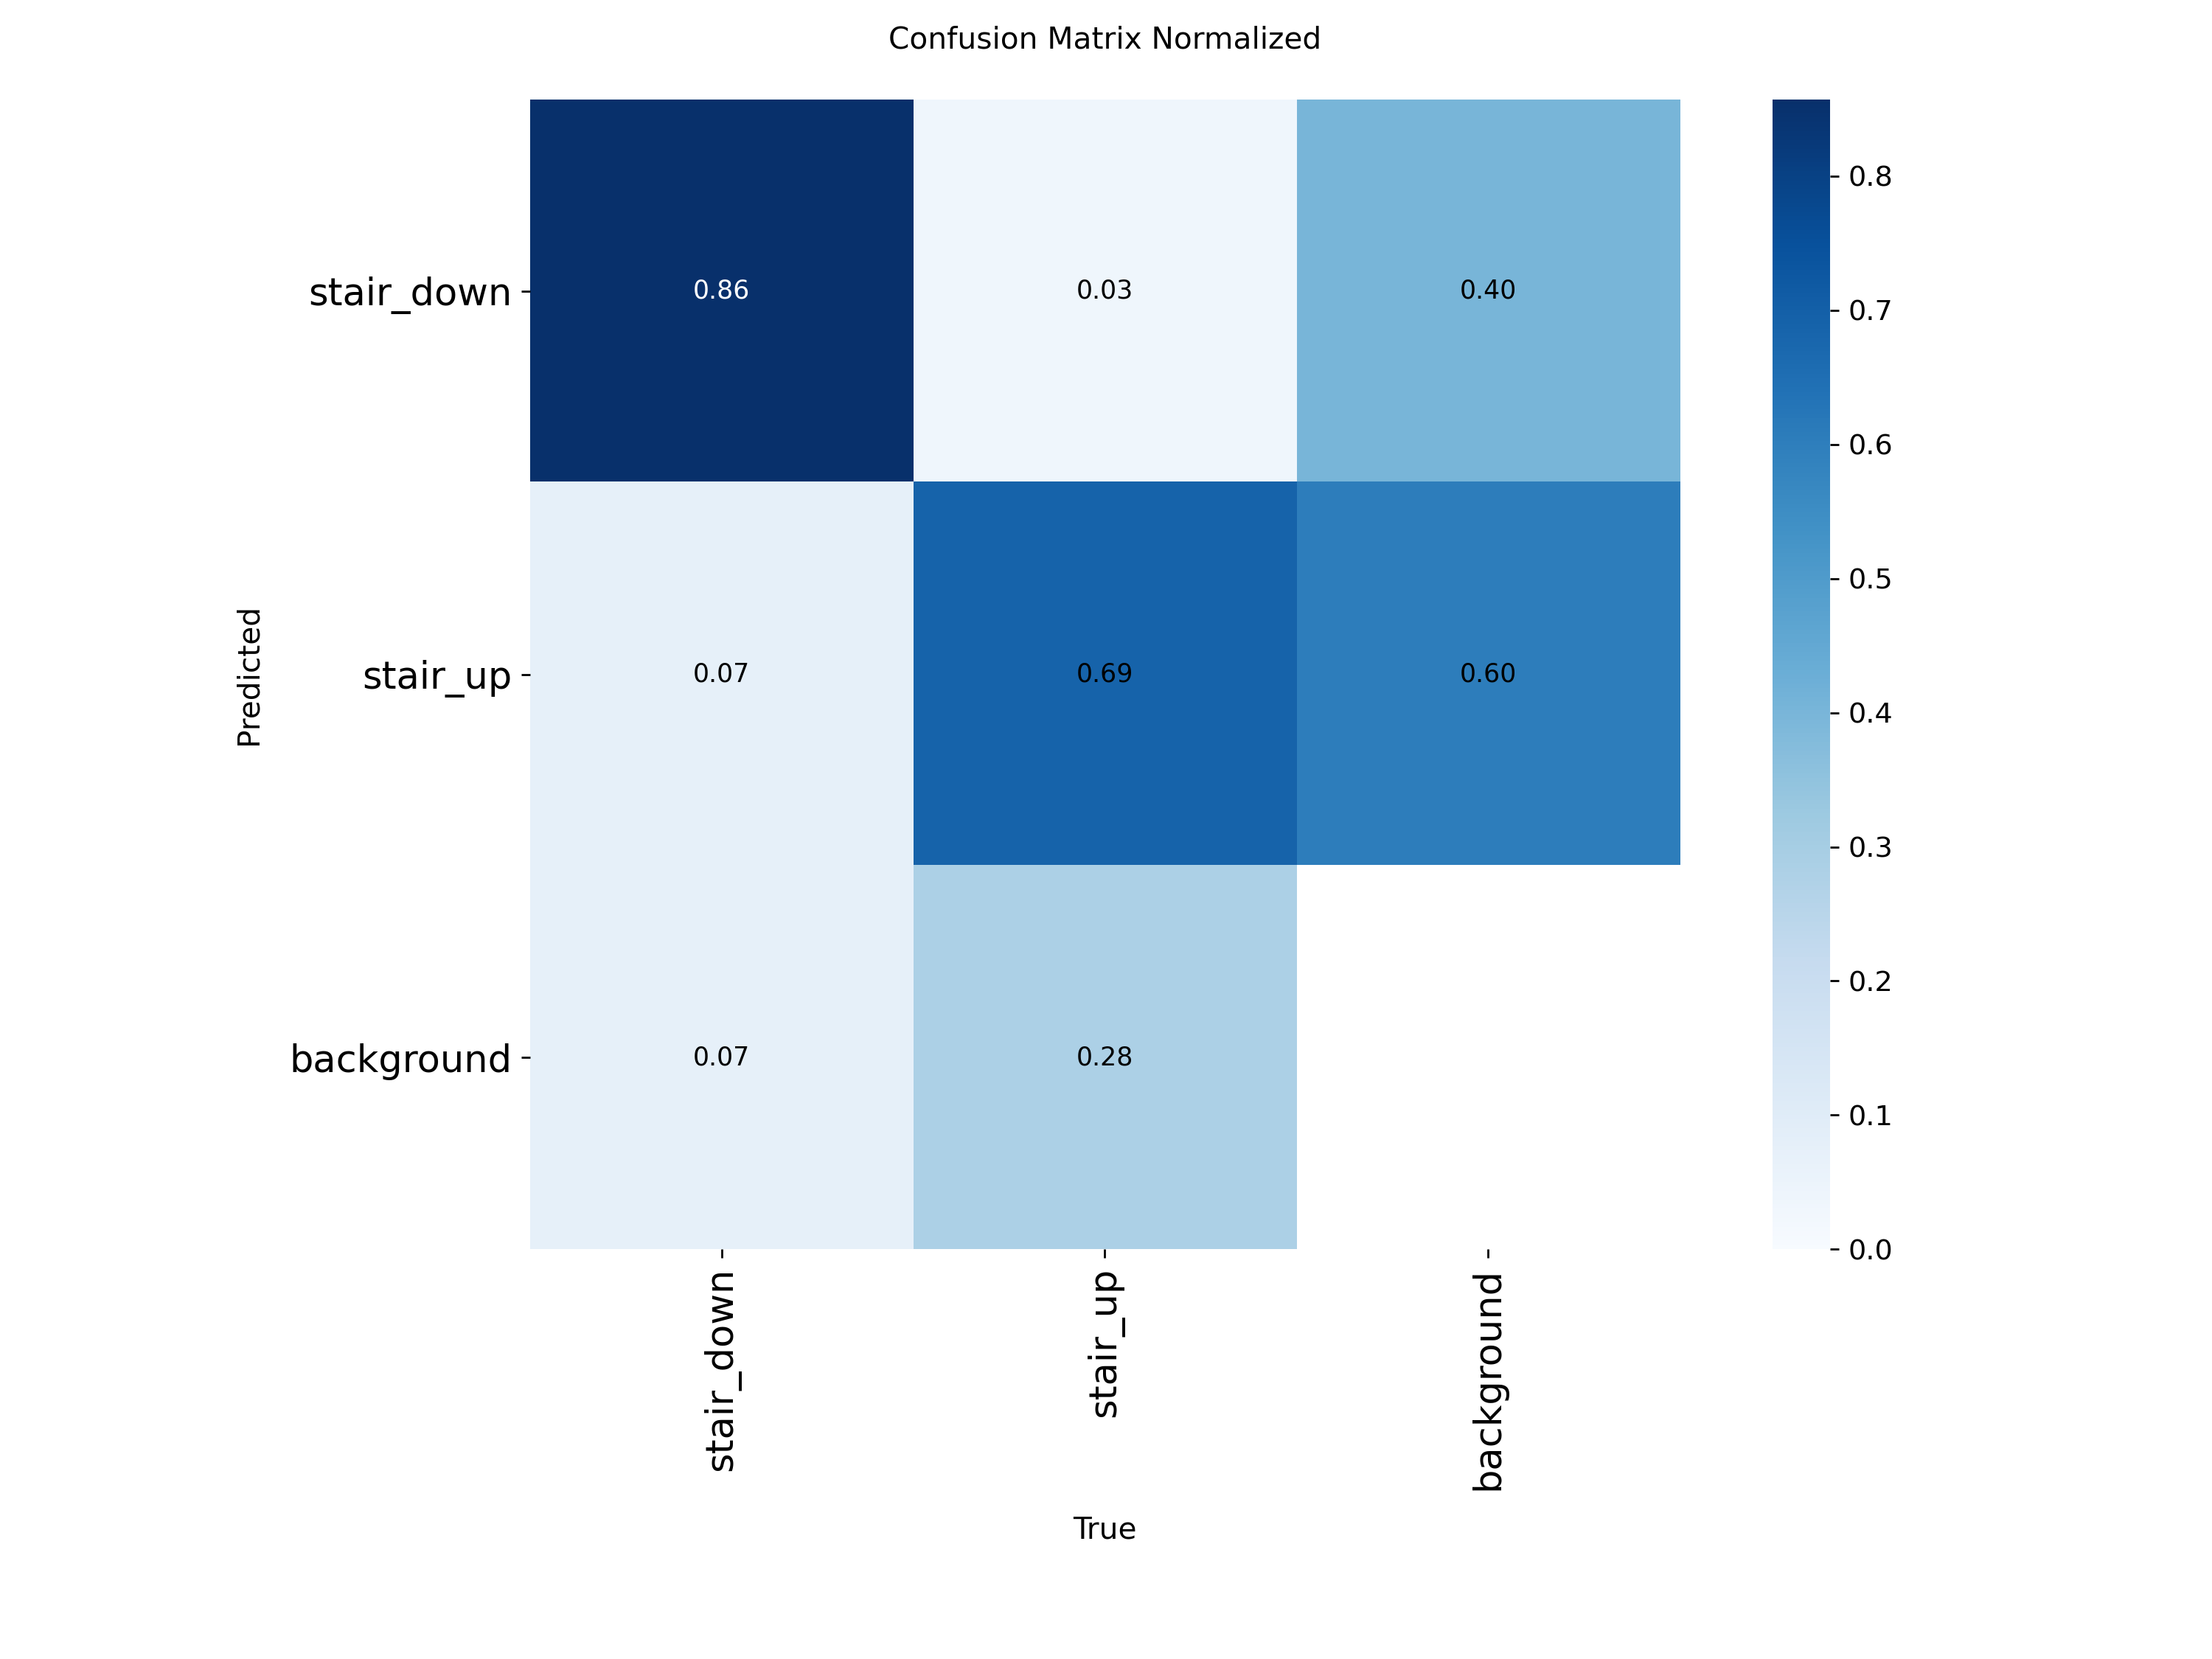 Confusion Matrix Normalized
Predicted
stair_down
0.86
0.03
0.40
stair_up
0.07
0.69
0.60
background
0.07
0.28
stair_down
stair_up
background
True
0.8
0.7
0.6
0.5
0.4
0.3
0.2
0.1
0.0